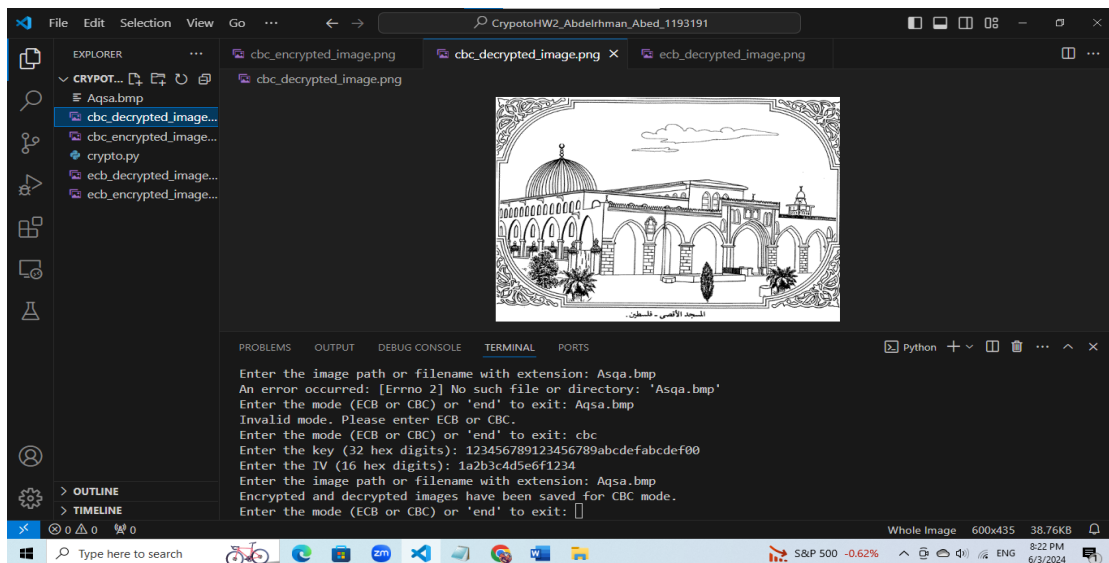 File Edit Selection View Go ··· CrypotoHW2_Abdelrhman_Abed_1193191
EXPLORER ···
cbc_encrypted_image.png cbc_decrypted_image.png ecb_decrypted_image.png
CRYPOT...
cbc_decrypted_image.png
Aqsa.bmp
cbc_decrypted_image...
cbc_encrypted_image...
crypto.py
ecb_decrypted_image...
ecb_encrypted_image...
المسجد الأقصى - فلسطين.
PROBLEMS OUTPUT DEBUG CONSOLE TERMINAL PORTS Python
Enter the image path or filename with extension: Asqa.bmp
An error occurred: [Errno 2] No such file or directory: 'Asqa.bmp'
Enter the mode (ECB or CBC) or 'end' to exit: Aqsa.bmp
Invalid mode. Please enter ECB or CBC.
Enter the mode (ECB or CBC) or 'end' to exit: cbc
Enter the key (32 hex digits): 123456789123456789abcdefabcdef00
Enter the IV (16 hex digits): 1a2b3c4d5e6f1234
Enter the image path or filename with extension: Aqsa.bmp
Encrypted and decrypted images have been saved for CBC mode.
Enter the mode (ECB or CBC) or 'end' to exit:
OUTLINE
TIMELINE
0 0 0 Whole Image 600x435 38.76KB
Type here to search zm S&P 500 -0.62% ENG 8:22 PM
6/3/2024